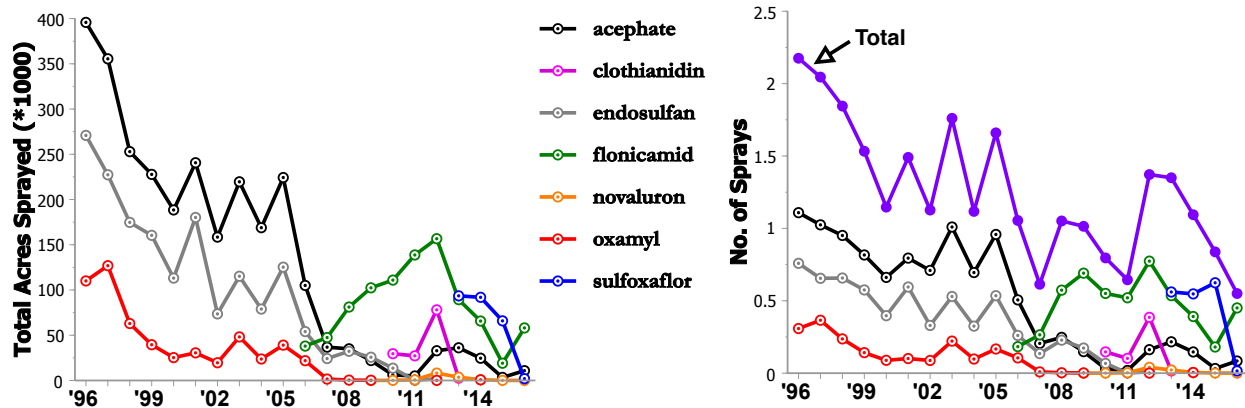 Total Acres Sprayed (*1000)
400
350
300
250
200
150
100
50
0
'96
'99
'02
'05
'08
'11
'14
acephate
clothianidin
endosulfan
flonicamid
novaluron
oxamyl
sulfoxaflor
No. of Sprays
2.5
2
1.5
1
0.5
0
Total
'96
'99
'02
'05
'08
'11
'14